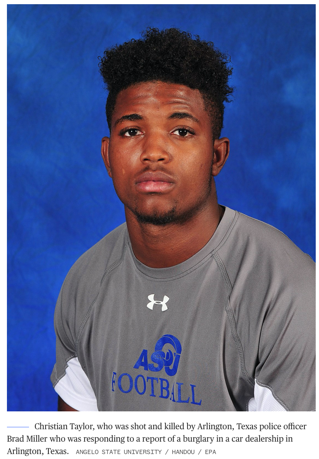 ASU
FOOTBALL
Christian Taylor, who was shot and killed by Arlington, Texas police officer
Brad Miller who was responding to a report of a burglary in a car dealership in
Arlington, Texas. ANGELO STATE UNIVERSITY / HANDOU / EPA